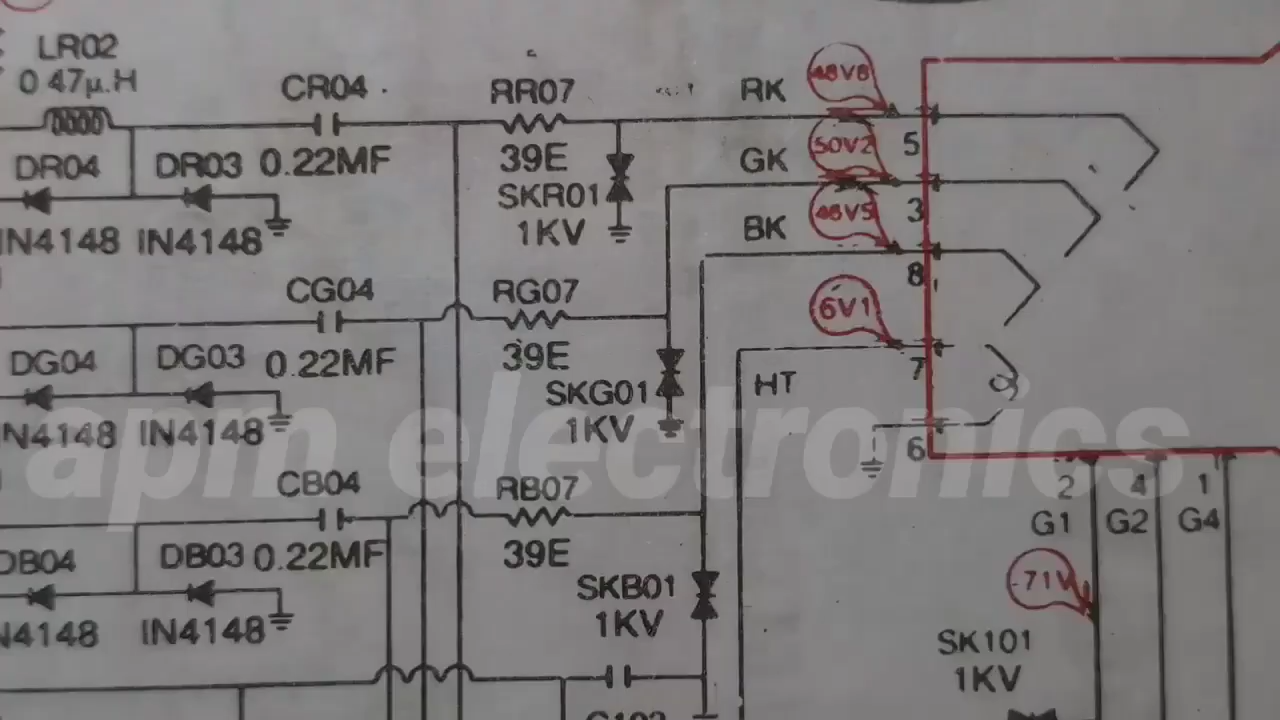 LR02
0 47µ.H
CR04
RR07
RK
48V8
5
DR04
DR03
0.22MF
39E
SKR01
1KV
GK
50V2
3
IN4148
IN4148
BK
8
CG04
RG07
6V1
7
DG04
DG03
0.22MF
39E
SKG01
1KV
HT
IN4148
IN4148
6
apm electronics
CB04
RB07
2
4
1
G1
G2
G4
DB04
DB03
0.22MF
39E
SKB01
1KV
71V
IN4148
IN4148
SK101
1KV